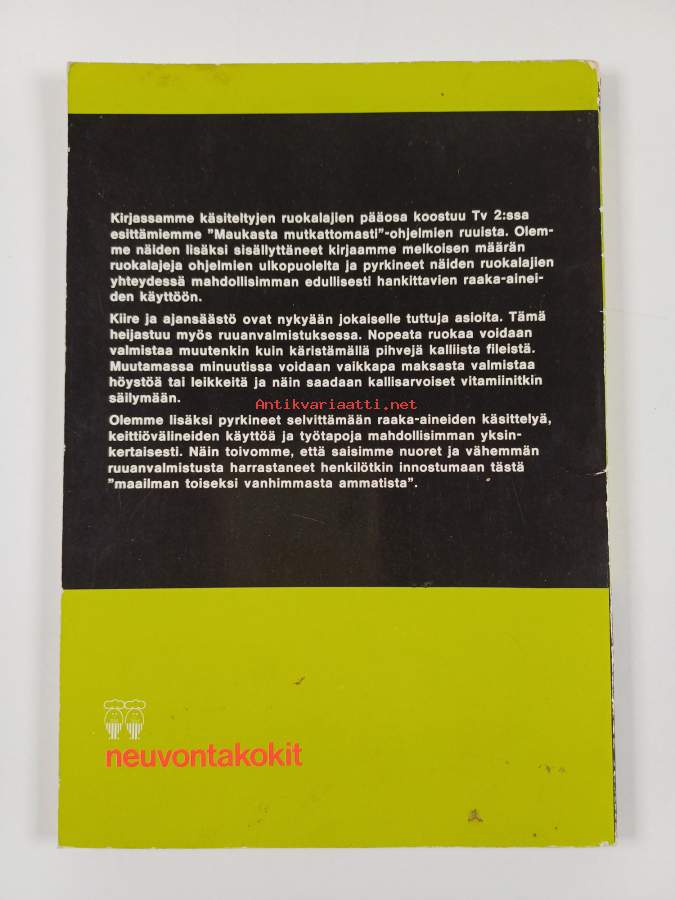 Kirjassamme käsiteltyjen ruokalajien pääosa koostuu Tv 2:ssa
esittämiemme ”Maukasta mutkattomasti”-ohjelmien ruuista. Olem-
me näiden lisäksi sisällyttäneet kirjaamme melkoisen määrän
ruokalajeja ohjelmien ulkopuolelta ja pyrkineet näiden ruokalajien
yhteydessä mahdollisimman edullisesti hankittavien raaka-ainei-
den käyttöön.
Kiire ja ajansäästö ovat nykyään jokaiselle tuttuja asioita. Tämä
heijastuu myös ruuanvalmistuksessa. Nopeata ruokaa voidaan
valmistaa muutenkin kuin käristämällä pihvejä kalliista fileistä.
Muutamassa minuutissa voidaan vaikkapa maksasta valmistaa
höystöä tai leikkeitä ja näin saadaan kallisarvoiset vitamiinitkin
säilymään.
Antikvariaatti.net
Olemme lisäksi pyrkineet selvittämään raaka-aineiden käsittelyä,
keittiövälineiden käyttöä ja työtapoja mahdollisimman yksin-
kertaisesti. Näin toivomme, että saisimme nuoret ja vähemmän
ruuanvalmistusta harrastaneet henkilötkin innostumaan tästä
”maailman toiseksi vanhimmasta ammatista”.
neuvontakokit